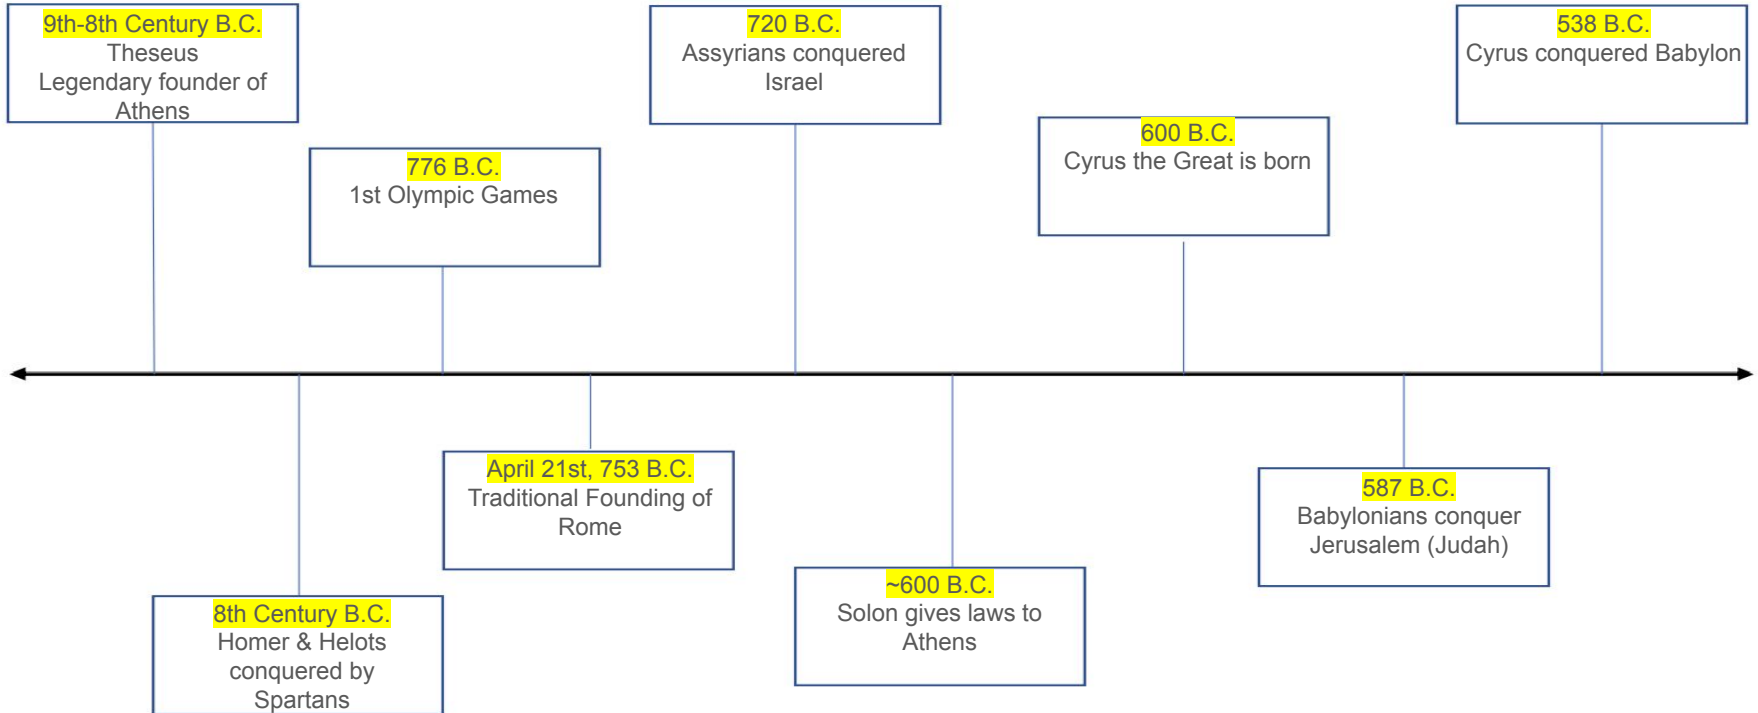 9th-8th Century B.C.
Theseus
Legendary founder of
Athens
8th Century B.C.
Homer & Helots
conquered by
Spartans
776 B.C.
1st Olympic Games
April 21st, 753 B.C.
Traditional Founding of
Rome
720 B.C.
Assyrians conquered
Israel
~600 B.C.
Solon gives laws to
Athens
600 B.C.
Cyrus the Great is born
587 B.C.
Babylonians conquer
Jerusalem (Judah)
538 B.C.
Cyrus conquered Babylon